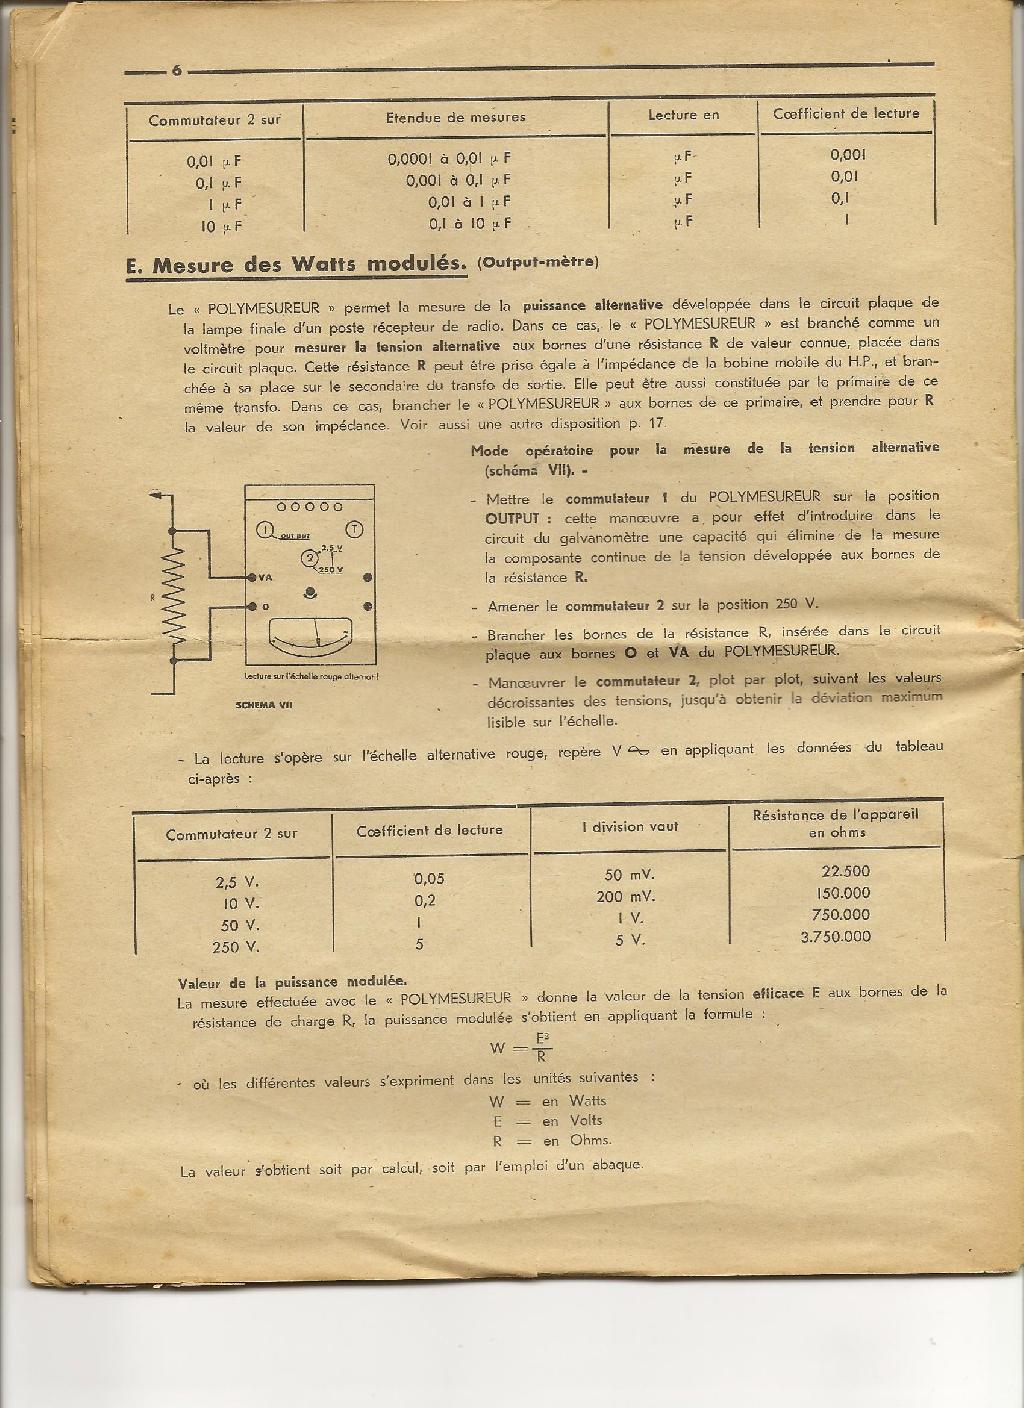 6
Commutateur 2 sur | Etendue de mesures | Lecture en | Cœfficient de lecture
0,01 µ F | 0,0001 à 0,01 µ F | µ F | 0,001
0,1 µ F | 0,001 à 0,1 µ F | µ F | 0,01
1 µ F | 0,01 à 1 µ F | µ F | 0,1
10 µ F | 0,1 à 10 µ F | µ F | 1
E. Mesure des Watts modulés. (Output-mètre)
Le « POLYMESUREUR » permet la mesure de la puissance alternative développée dans le circuit plaque de
la lampe finale d'un poste récepteur de radio. Dans ce cas, le « POLYMESUREUR » est branché comme un
voltmètre pour mesurer la tension alternative aux bornes d'une résistance R de valeur connue, placée dans
le circuit plaque. Cette résistance R peut être prise égale à l'impédance de la bobine mobile du H.P., et bran-
chée à sa place sur le secondaire du transfo de sortie. Elle peut être aussi constituée par le primaire de ce
même transfo. Dans ce cas, brancher le « POLYMESUREUR » aux bornes de ce primaire, et prendre pour R
la valeur de son impédance. Voir aussi une autre disposition p. 17.
Mode opératoire pour la mesure de la tension alternative
(schéma VII). -
- Mettre le commutateur 1 du POLYMESUREUR sur la position
OUTPUT : cette manœuvre a pour effet d'introduire dans le
circuit du galvanomètre une capacité qui élimine de la mesure
la composante continue de la tension développée aux bornes de
la résistance R.
- Amener le commutateur 2 sur la position 250 V.
- Brancher les bornes de la résistance R, insérée dans le circuit
plaque aux bornes O et VA du POLYMESUREUR.
- Manœuvrer le commutateur 2, plot par plot, suivant les valeurs
décroissantes des tensions, jusqu'à obtenir la déviation maximum
lisible sur l'échelle.
1 OUT PUT T
2 2,5 V
250 V
VA
R
O
Lecture sur l'échelle rouge alternatif
SCHEMA VII
- La lecture s'opère sur l'échelle alternative rouge, repère V en appliquant les données du tableau
ci-après :
Commutateur 2 sur | Cœfficient de lecture | 1 division vaut | Résistance de l'appareil
en ohms
2,5 V. | 0,05 | 50 mV. | 22.500
10 V. | 0,2 | 200 mV. | 150.000
50 V. | 1 | 1 V. | 750.000
250 V. | 5 | 5 V. | 3.750.000
Valeur de la puissance modulée.
La mesure effectuée avec le « POLYMESUREUR » donne la valeur de la tension efficace E aux bornes de la
résistance de charge R, la puissance modulée s'obtient en appliquant la formule :
W = E²
R
- où les différentes valeurs s'expriment dans les unités suivantes :
W = en Watts
E = en Volts
R = en Ohms.
La valeur s'obtient soit par calcul, soit par l'emploi d'un abaque.